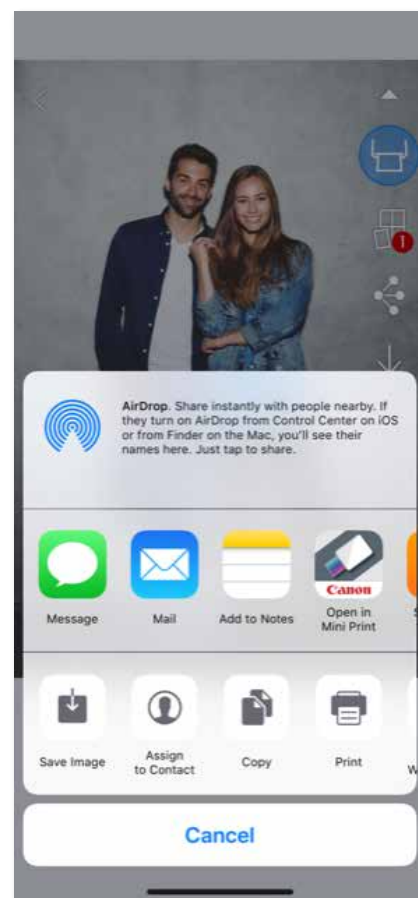 1
AirDrop. Share instantly with people nearby. If
they turn on AirDrop from Control Center on iOS
or from Finder on the Mac, you'll see their
names here. Just tap to share.
Message
Mail
Add to Notes
Canon
Open in
Mini Print
S
Save Image
Assign
to Contact
Copy
Print
W
Cancel